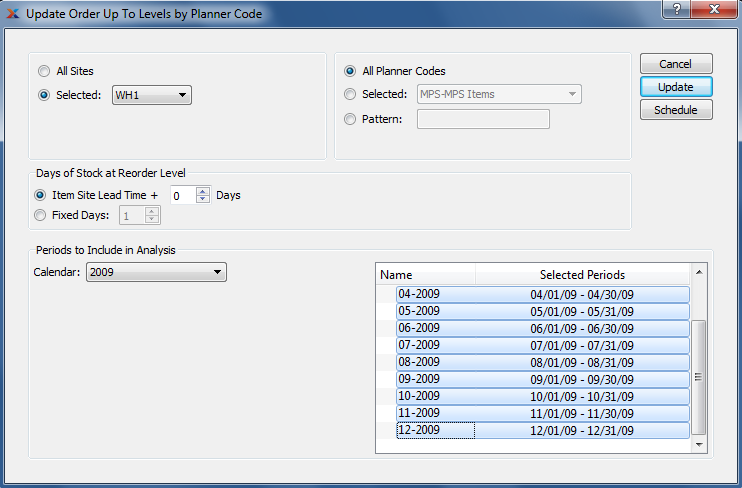 Update Order Up To Levels by Planner Code
All Sites
Selected: WH1
All Planner Codes
Selected: MPS-MPS Items
Pattern:
Cancel
Update
Schedule
Days of Stock at Reorder Level
Item Site Lead Time + 0 Days
Fixed Days: 1
Periods to Include in Analysis
Calendar: 2009
Name Selected Periods
04-2009 04/01/09 - 04/30/09
05-2009 05/01/09 - 05/31/09
06-2009 06/01/09 - 06/30/09
07-2009 07/01/09 - 07/31/09
08-2009 08/01/09 - 08/31/09
09-2009 09/01/09 - 09/30/09
10-2009 10/01/09 - 10/31/09
11-2009 11/01/09 - 11/30/09
12-2009 12/01/09 - 12/31/09